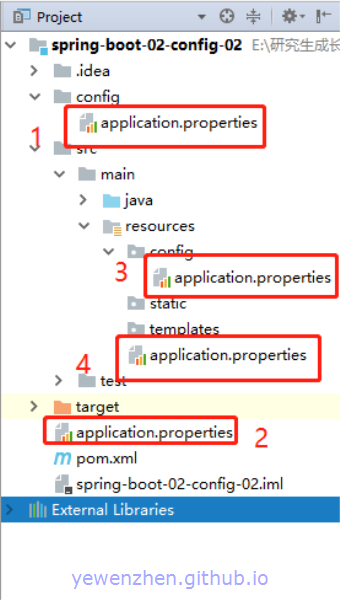 Project
spring-boot-02-config-02 E:\研究生成长
.idea
config
application.properties
1
src
main
java
resources
config
3
application.properties
static
templates
4
application.properties
test
target
application.properties
2
pom.xml
spring-boot-02-config-02.iml
External Libraries
yewenzhen.github.io